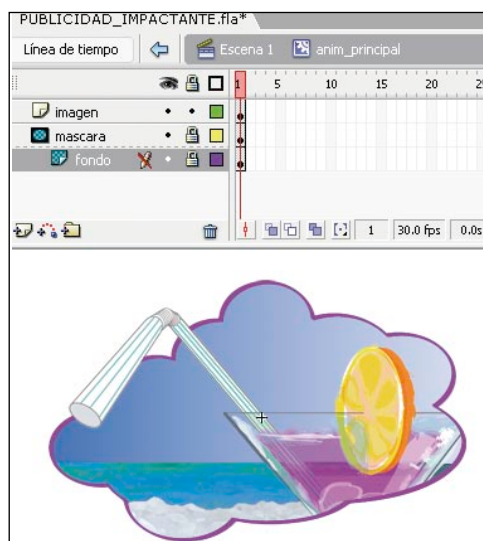 PUBLICIDAD_IMPACTANTE.fla*
Línea de tiempo Escena 1 anim_principal
1 5 10 15 20 25
imagen
mascara
fondo
1 30.0 fps 0.0s